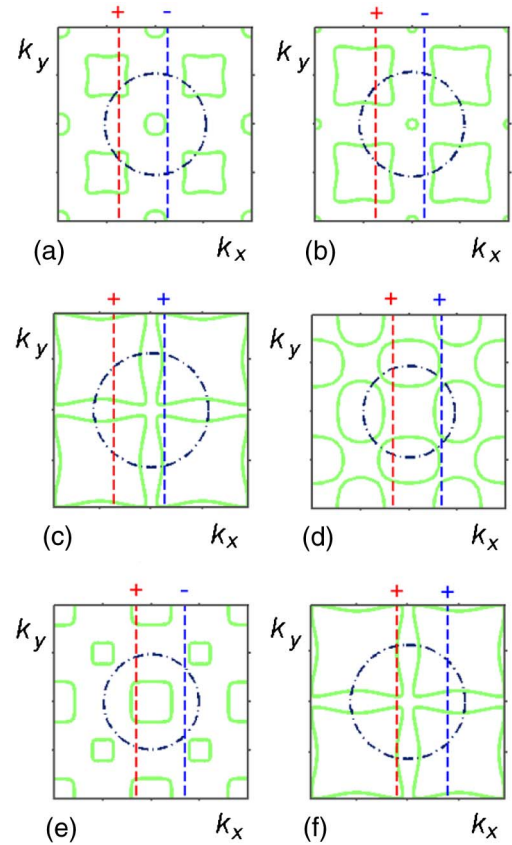 + - + -
k_y k_y
(a) k_x (b) k_x
+ + + +
k_y k_y
(c) k_x (d) k_x
+ - + +
k_y k_y
(e) k_x (f) k_x